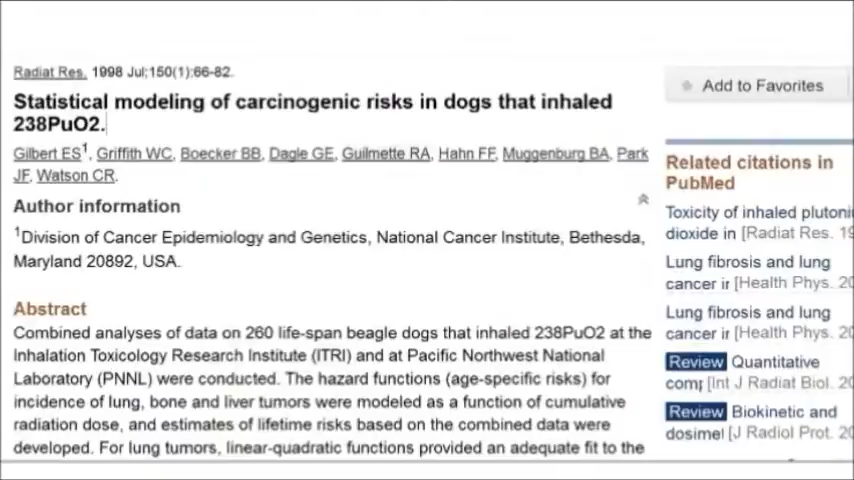 Radiat Res. 1998 Jul;150(1):66-82.
Statistical modeling of carcinogenic risks in dogs that inhaled
238PuO2.
Gilbert ES1, Griffith WC, Boecker BB, Dagle GE, Guilmette RA, Hahn FF, Muggenburg BA, Park
JF, Watson CR.
Author information
1Division of Cancer Epidemiology and Genetics, National Cancer Institute, Bethesda,
Maryland 20892, USA.
Abstract
Combined analyses of data on 260 life-span beagle dogs that inhaled 238PuO2 at the
Inhalation Toxicology Research Institute (ITRI) and at Pacific Northwest National
Laboratory (PNNL) were conducted. The hazard functions (age-specific risks) for
incidence of lung, bone and liver tumors were modeled as a function of cumulative
radiation dose, and estimates of lifetime risks based on the combined data were
developed. For lung tumors, linear-quadratic functions provided an adequate fit to the
Add to Favorites
Related citations in
PubMed
Toxicity of inhaled plutoni
dioxide in [Radiat Res. 19
Lung fibrosis and lung
cancer ir [Health Phys. 20
Lung fibrosis and lung
cancer ir [Health Phys. 20
Review Quantitative
comp [Int J Radiat Biol. 20
Review Biokinetic and
dosimet [J Radiol Prot. 20